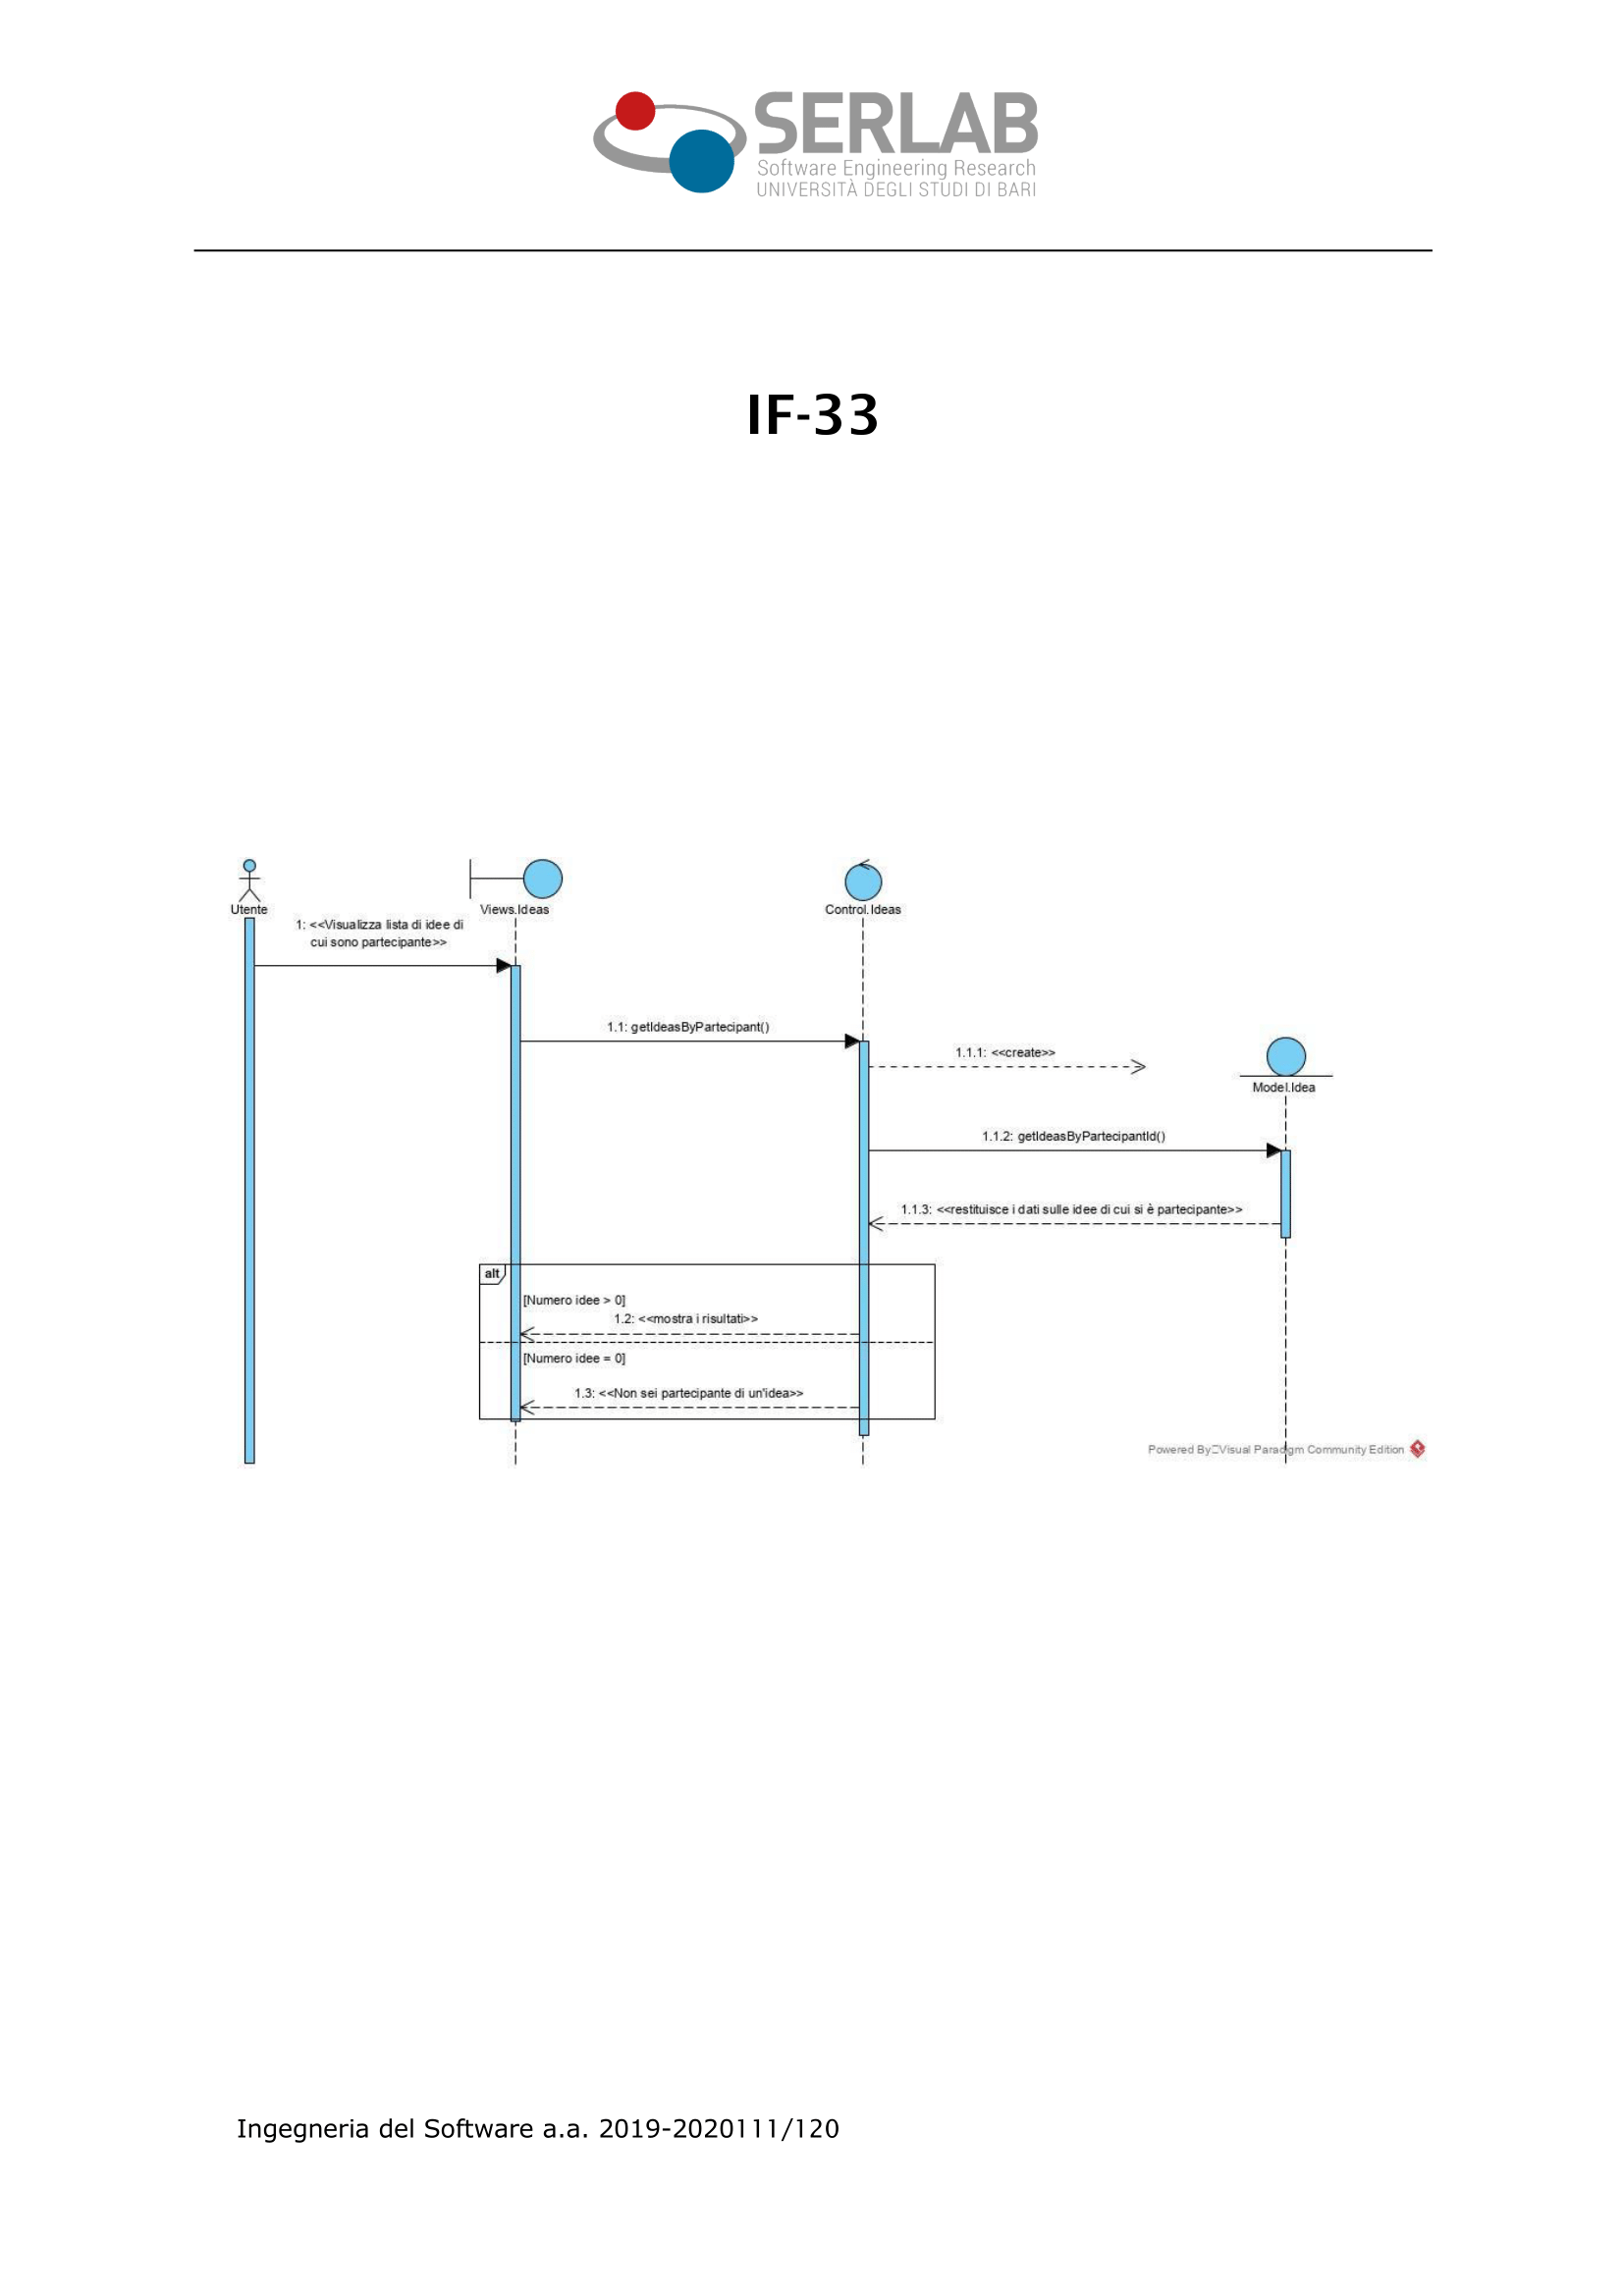 SERLAB
Software Engineering Research
UNIVERSITÀ DEGLI STUDI DI BARI
IF-33
Utente
Views.Ideas
Control.Ideas
1: <<Visualizza lista di idee di
cui sono partecipante>>
1.1: getIdeasByPartecipant()
1.1.1: <<create>>
Model.Idea
1.1.2: getIdeasByPartecipantId()
1.1.3: <<restituisce i dati sulle idee di cui si è partecipante>>
alt
[Numero idee > 0]
1.2: <<mostra i risultati>>
[Numero idee = 0]
1.3: <<Non sei partecipante di un'idea>>
Powered By Visual Paradigm Community Edition
Ingegneria del Software a.a. 2019-2020111/120